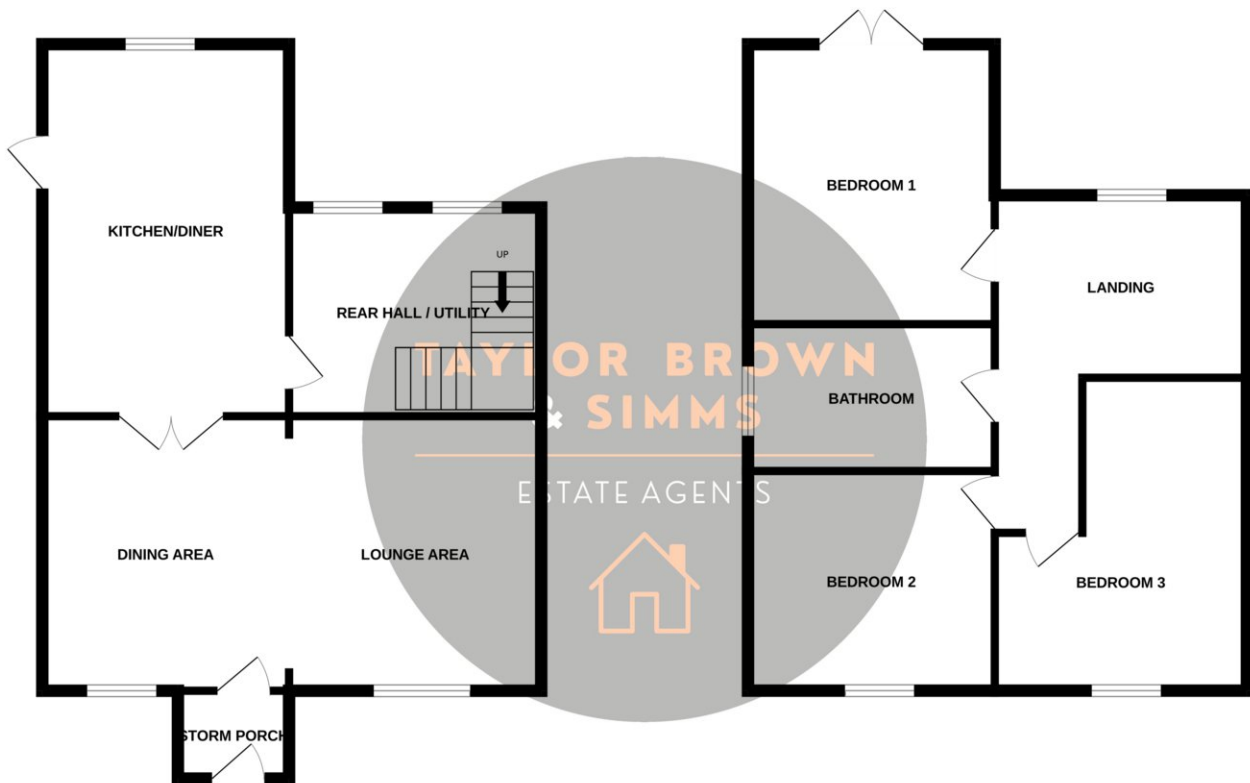 KITCHEN/DINER
UP
REAR HALL / UTILITY
DINING AREA
LOUNGE AREA
STORM PORCH
BEDROOM 1
LANDING
BATHROOM
BEDROOM 2
BEDROOM 3
TAYLOR BROWN
& SIMMS
ESTATE AGENTS